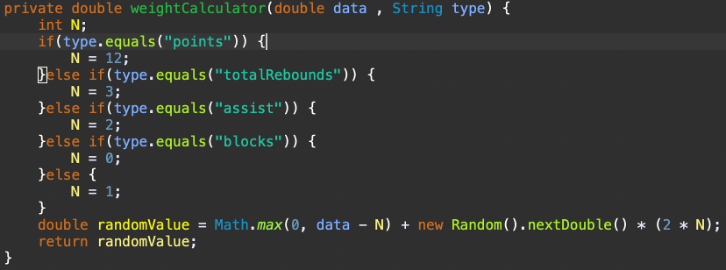 private double weightCalculator(double data , String type) {
    int N;
    if(type.equals("points")) {
        N = 12;
    }else if(type.equals("totalRebounds")) {
        N = 3;
    }else if(type.equals("assist")) {
        N = 2;
    }else if(type.equals("blocks")) {
        N = 0;
    }else {
        N = 1;
    }
    double randomValue = Math.max(0, data - N) + new Random().nextDouble() * (2 * N);
    return randomValue;
}